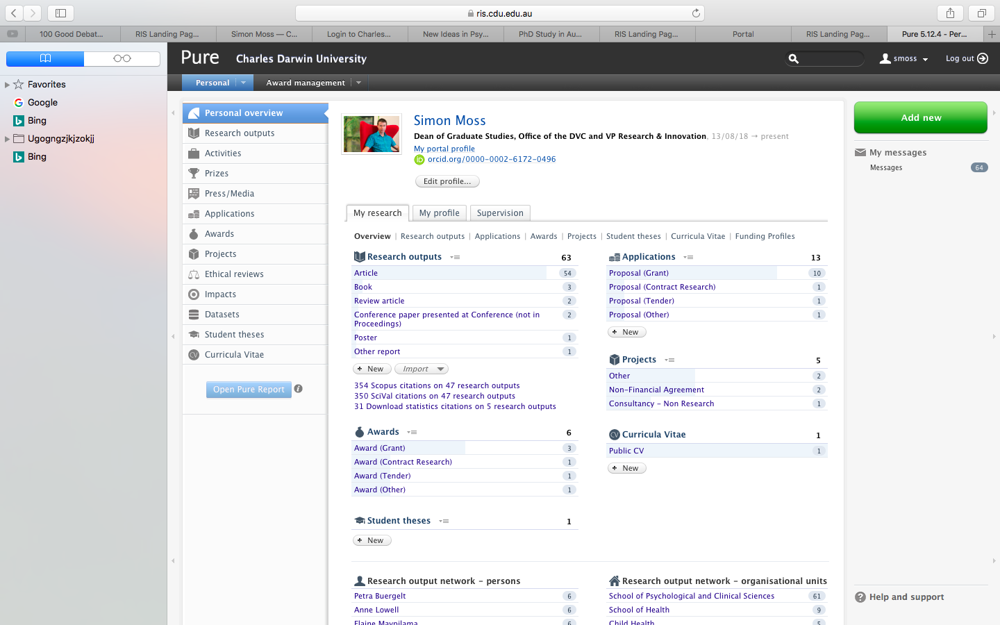 ris.cdu.edu.au
100 Good Debat...
RIS Landing Pag...
Simon Moss — C...
Login to Charles...
New Ideas in Psy...
PhD Study in Au...
RIS Landing Pag...
Portal
RIS Landing Pag...
Pure 5.12.4 - Per...
Favorites
Google
Bing
Ugogngzjkjzokjj
Bing
Pure Charles Darwin University
smoss
Log out
Personal
Award management
Personal overview
Research outputs
Activities
Prizes
Press/Media
Applications
Awards
Projects
Ethical reviews
Impacts
Datasets
Student theses
Curricula Vitae
Open Pure Report
Simon Moss
Dean of Graduate Studies, Office of the DVC and VP Research & Innovation, 13/08/18 → present
My portal profile
iD orcid.org/0000-0002-6172-0496
Edit profile...
My research
My profile
Supervision
Overview | Research outputs | Applications | Awards | Projects | Student theses | Curricula Vitae | Funding Profiles
Research outputs 63
Article 54
Book 3
Review article 2
Conference paper presented at Conference (not in 2
Proceedings)
Poster 1
Other report 1
+ New
Import
354 Scopus citations on 47 research outputs
350 SciVal citations on 47 research outputs
31 Download statistics citations on 5 research outputs
Awards 6
Award (Grant) 3
Award (Contract Research) 1
Award (Tender) 1
Award (Other) 1
Student theses 1
+ New
Applications 13
Proposal (Grant) 10
Proposal (Contract Research) 1
Proposal (Tender) 1
Proposal (Other) 1
+ New
Projects 5
Other 2
Non-Financial Agreement 2
Consultancy - Non Research 1
CV Curricula Vitae 1
Public CV 1
+ New
Research output network - persons
Petra Buergelt 6
Anne Lowell 6
Elaine Maypilama 6
Research output network - organisational units
School of Psychological and Clinical Sciences 61
School of Health 9
Child Health 5
Add new
My messages
Messages 64
Help and support